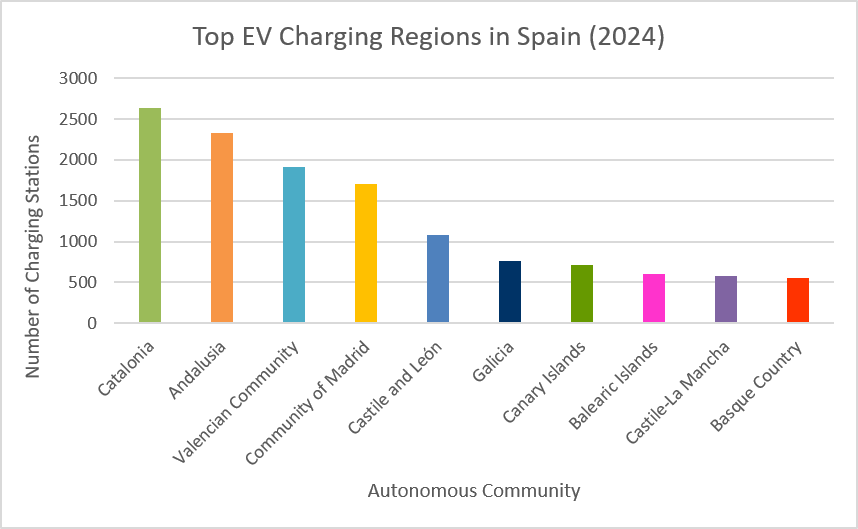 Top EV Charging Regions in Spain (2024)
Number of Charging Stations
3000
2500
2000
1500
1000
500
0
Catalonia
Andalusia
Valencian Community
Community of Madrid
Castile and León
Galicia
Canary Islands
Balearic Islands
Castile-La Mancha
Basque Country
Autonomous Community